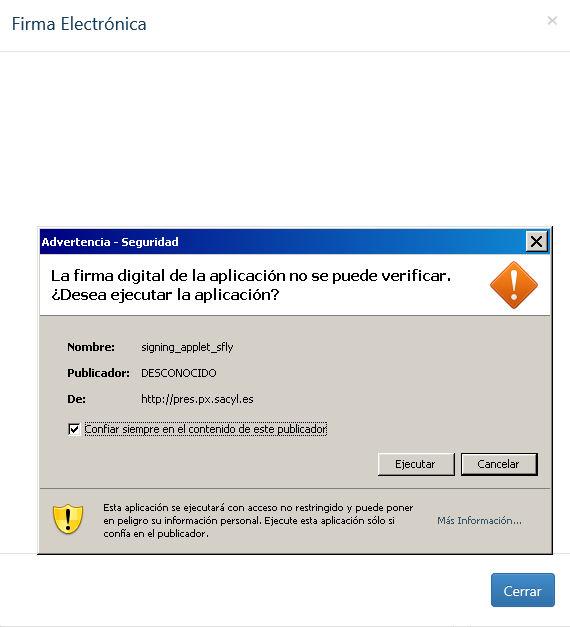 Firma Electrónica
Advertencia - Seguridad
La firma digital de la aplicación no se puede verificar.
¿Desea ejecutar la aplicación?
Nombre: signing_applet_sfly
Publicador: DESCONOCIDO
De: http://pres.px.sacyl.es
Confiar siempre en el contenido de este publicador
Ejecutar Cancelar
Esta aplicación se ejecutará con acceso no restringido y puede poner
en peligro su información personal. Ejecute esta aplicación sólo si
confía en el publicador.
Más Información...
Cerrar